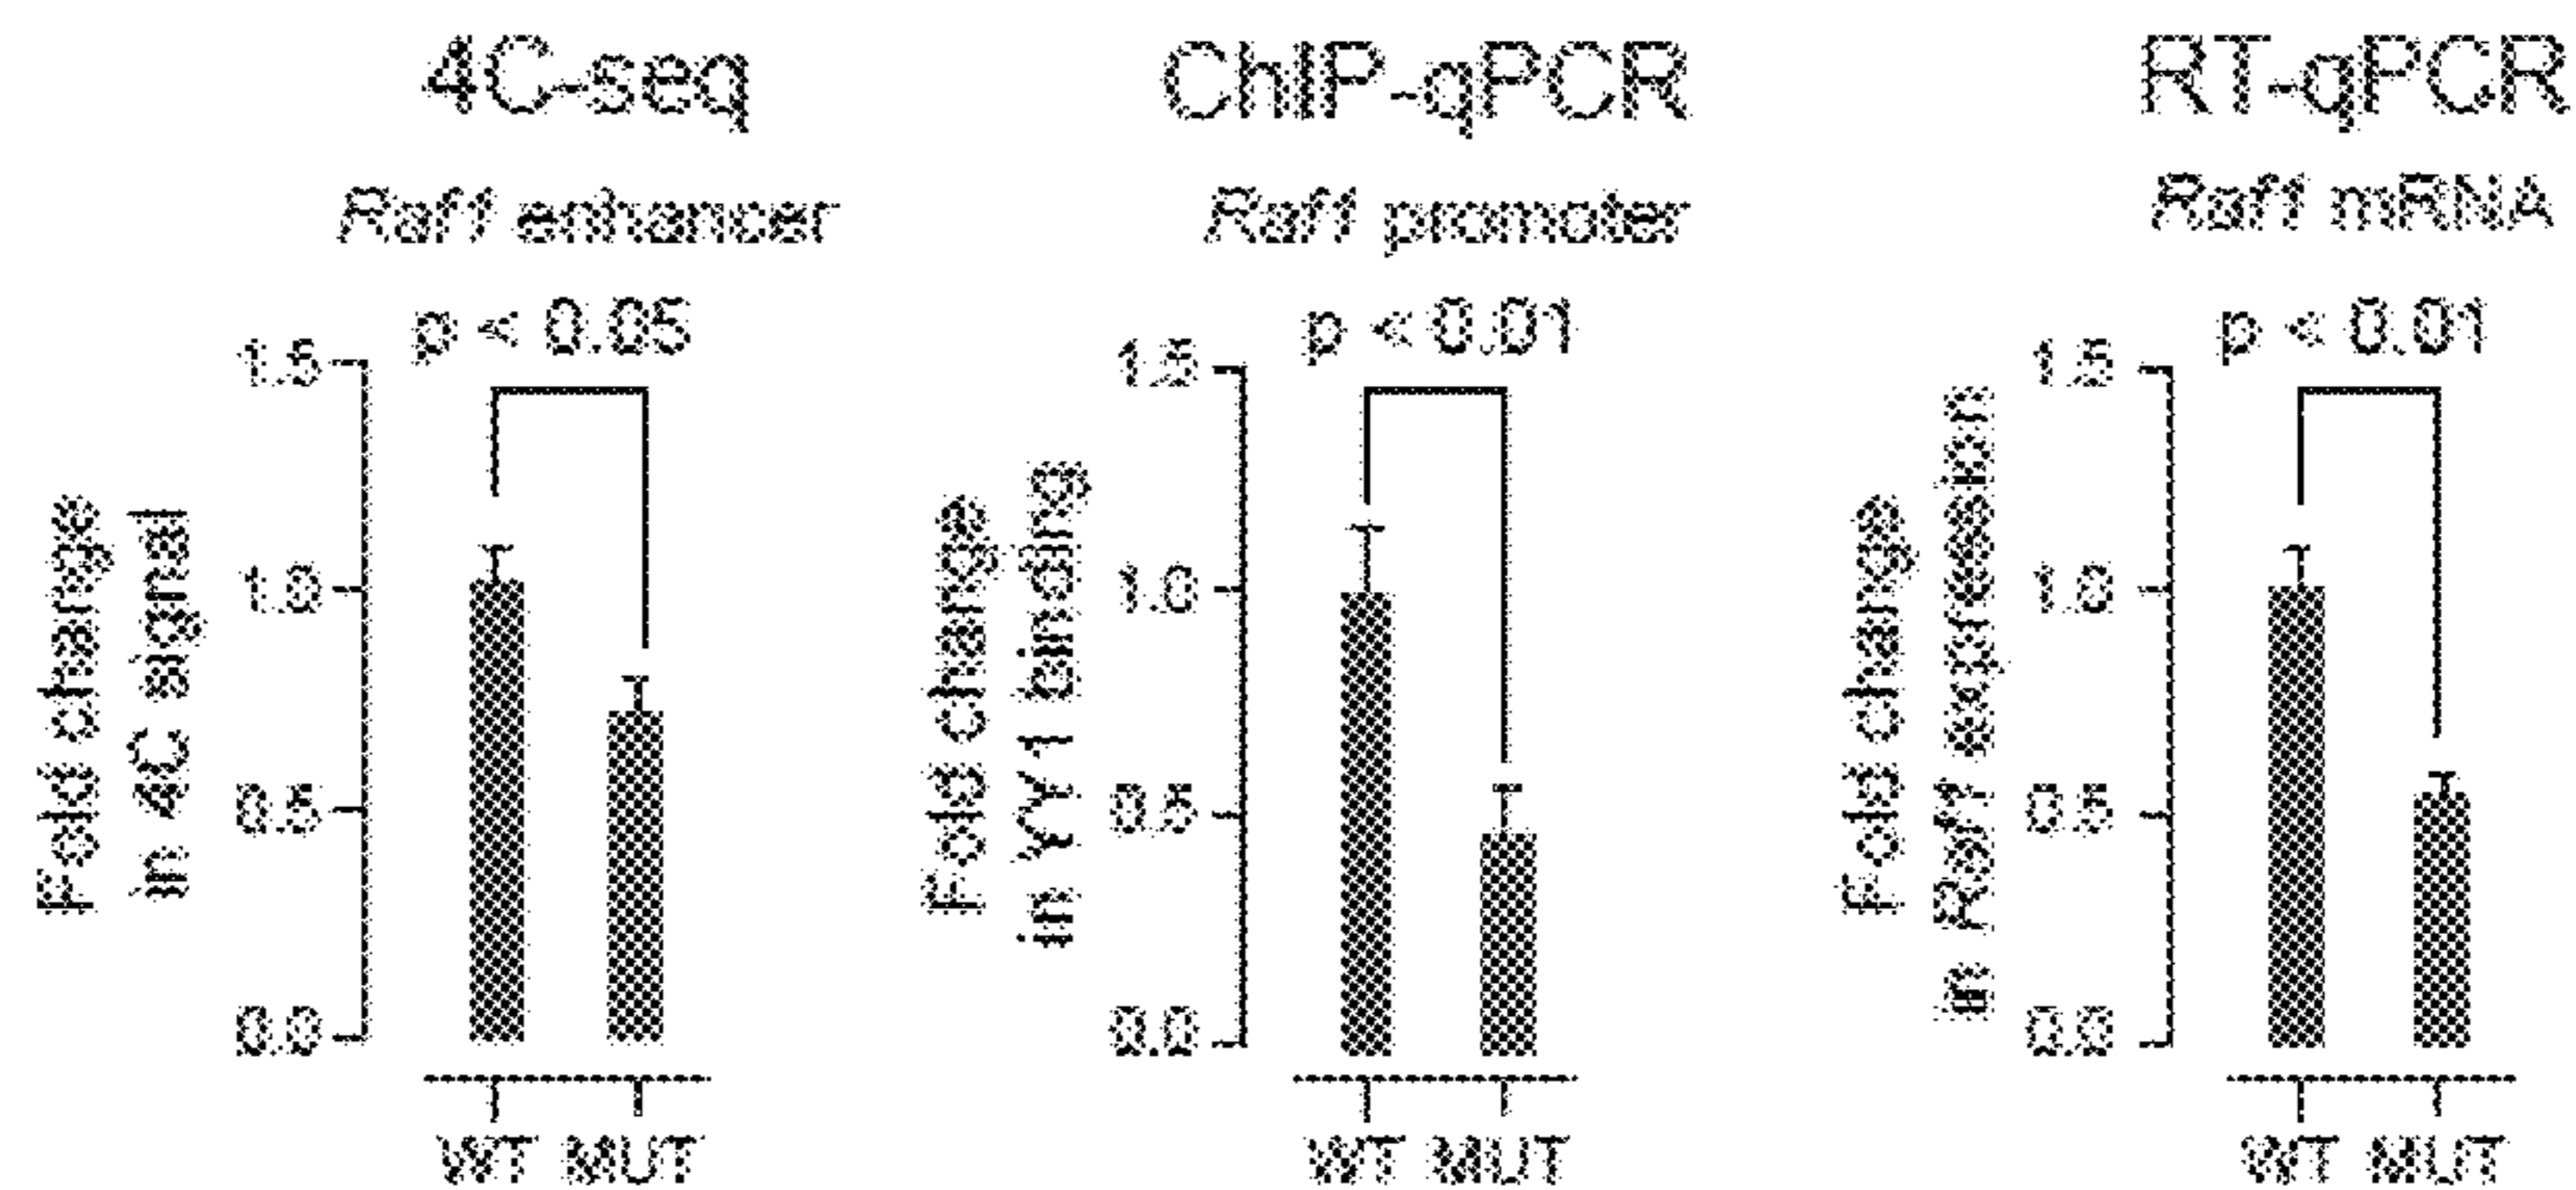 4C-seq
Raf1 enhancer
p < 0.05
Fold change
in 4C signal
1.5
1.0
0.5
0.0
WT MUT
ChIP-qPCR
Raf1 promoter
p < 0.01
Fold change
in YY1 binding
1.5
1.0
0.5
0.0
WT MUT
RT-qPCR
Raf1 mRNA
p < 0.01
Fold change
in Raf1 expression
1.5
1.0
0.5
0.0
WT MUT